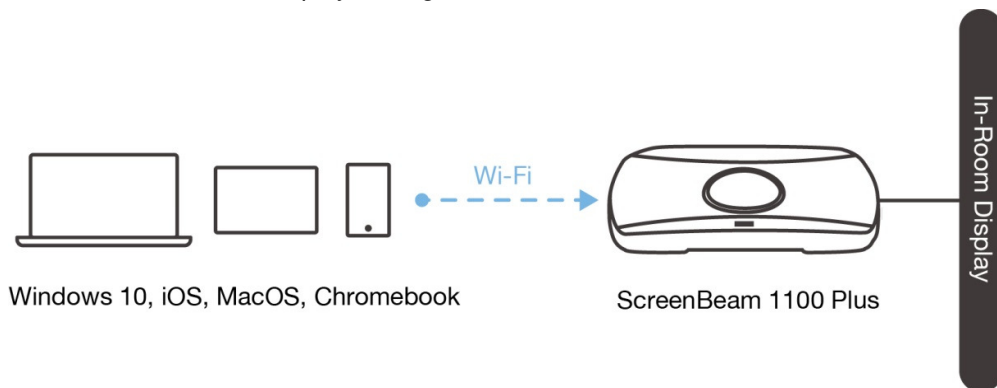 Wi-Fi
In-Room Display
Windows 10, iOS, MacOS, Chromebook
ScreenBeam 1100 Plus